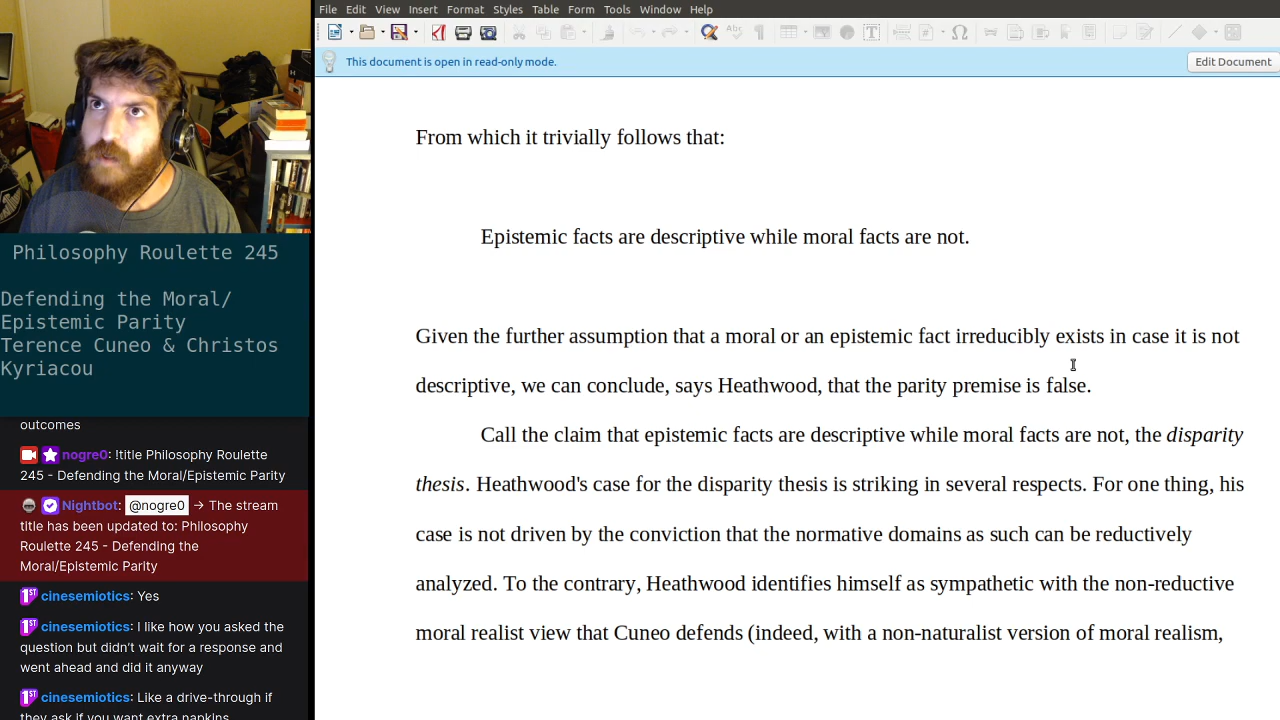 File Edit View Insert Format Styles Table Form Tools Window Help
This document is open in read-only mode.
Edit Document
From which it trivially follows that:
Epistemic facts are descriptive while moral facts are not.
Given the further assumption that a moral or an epistemic fact irreducibly exists in case it is not
descriptive, we can conclude, says Heathwood, that the parity premise is false.
Call the claim that epistemic facts are descriptive while moral facts are not, the disparity
thesis. Heathwood's case for the disparity thesis is striking in several respects. For one thing, his
case is not driven by the conviction that the normative domains as such can be reductively
analyzed. To the contrary, Heathwood identifies himself as sympathetic with the non-reductive
moral realist view that Cuneo defends (indeed, with a non-naturalist version of moral realism,
Philosophy Roulette 245
Defending the Moral/
Epistemic Parity
Terence Cuneo & Christos
Kyriacou
outcomes
nogre0: !title Philosophy Roulette
245 - Defending the Moral/Epistemic Parity
Nightbot: @nogre0 → The stream
title has been updated to: Philosophy
Roulette 245 - Defending the
Moral/Epistemic Parity
1ST cinesemiotics: Yes
1ST cinesemiotics: I like how you asked the
question but didn't wait for a response and
went ahead and did it anyway
1ST cinesemiotics: Like a drive-through if
they ask if you want extra napkins